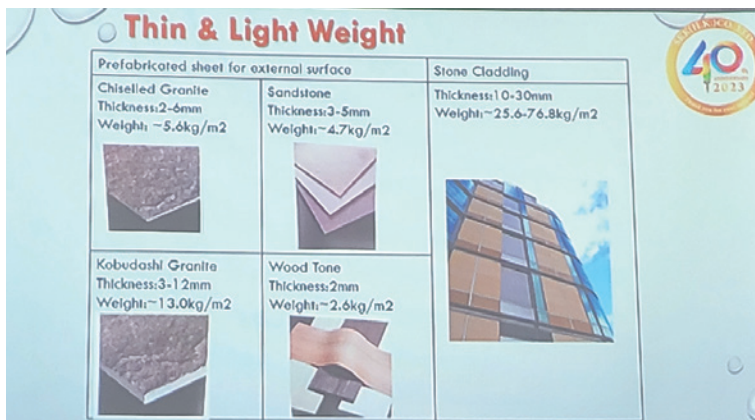 Thin & Light Weight
Prefabricated sheet for external surface
Stone Cladding
Chiselled Granite
Thickness:2-6mm
Weight: ~5.6kg/m2
Sandstone
Thickness:3-5mm
Weight:~4.7kg/m2
Thickness:10-30mm
Weight:~25.6-76.8kg/m2
Kobudashi Granite
Thickness:3-12mm
Weight:~13.0kg/m2
Wood Tone
Thickness:2mm
Weight:~2.6kg/m2
40th
2023